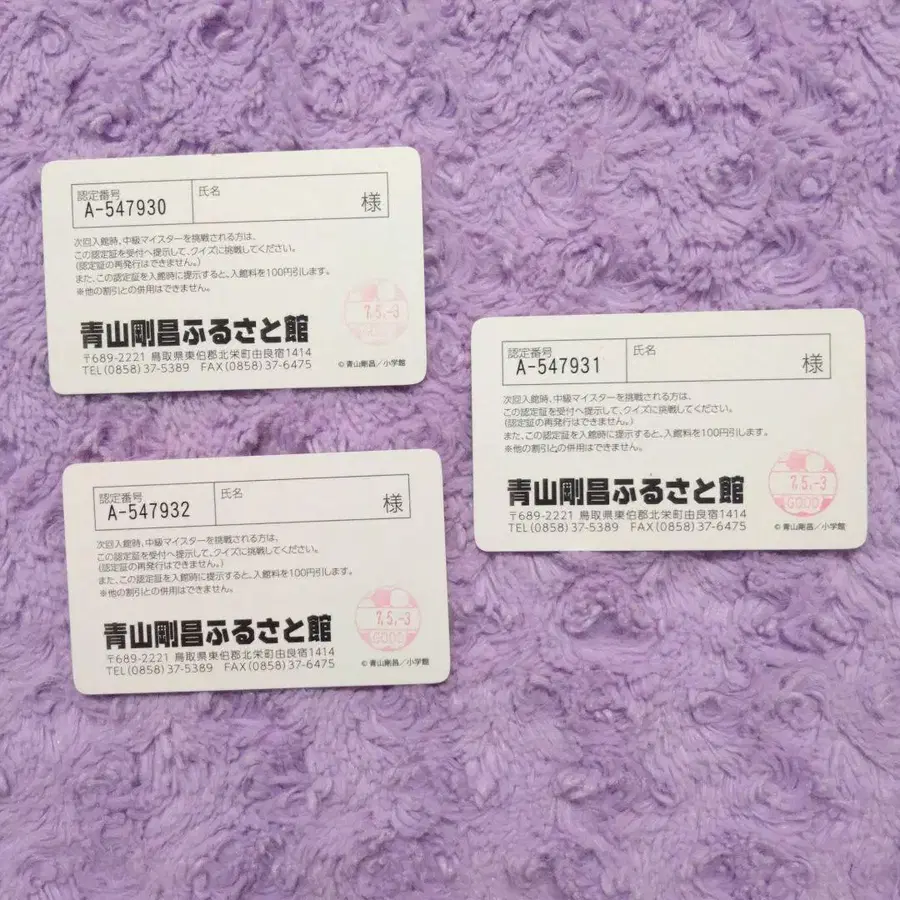 認定番号
A-547930
氏名
様
次回入館時、中級マイスターを挑戦される方は、
この認定証を受付へ提示して、クイズに挑戦してください。
(認定証の再発行はできません。)
また、この認定証を入館時に提示すると、入館料を100円引します。
※他の割引との併用はできません。
7.5.-3
青山剛昌ふるさと館
〒689-2221 鳥取県東伯郡北栄町由良宿1414
TEL(0858)37-5389 FAX(0858)37-6475
©青山剛昌/小学館
認定番号
A-547931
氏名
様
次回入館時、中級マイスターを挑戦される方は、
この認定証を受付へ提示して、クイズに挑戦してください。
(認定証の再発行はできません。)
また、この認定証を入館時に提示すると、入館料を100円引します。
※他の割引との併用はできません。
7.5.-3
GOOD
青山剛昌ふるさと館
〒689-2221 鳥取県東伯郡北栄町由良宿1414
TEL(0858)37-5389 FAX(0858)37-6475
©青山剛昌/小学館
認定番号
A-547932
氏名
様
次回入館時、中級マイスターを挑戦される方は、
この認定証を受付へ提示して、クイズに挑戦してください。
(認定証の再発行はできません。)
また、この認定証を入館時に提示すると、入館料を100円引します。
※他の割引との併用はできません。
7.5.-3
GOOD
青山剛昌ふるさと館
〒689-2221 鳥取県東伯郡北栄町由良宿1414
TEL(0858)37-5389 FAX(0858)37-6475
©青山剛昌/小学館